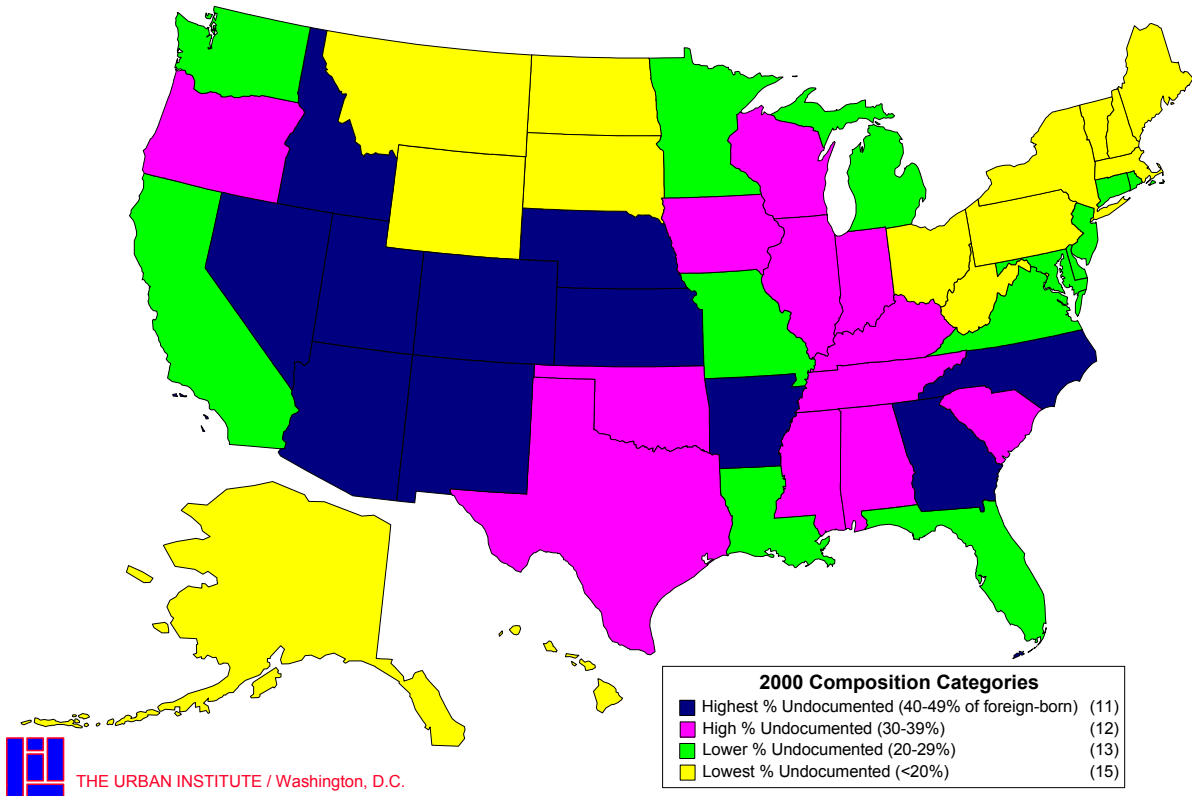 2000 Composition Categories
Highest % Undocumented (40-49% of foreign-born) (11)
High % Undocumented (30-39%) (12)
Lower % Undocumented (20-29%) (13)
Lowest % Undocumented (<20%) (15)
THE URBAN INSTITUTE / Washington, D.C.